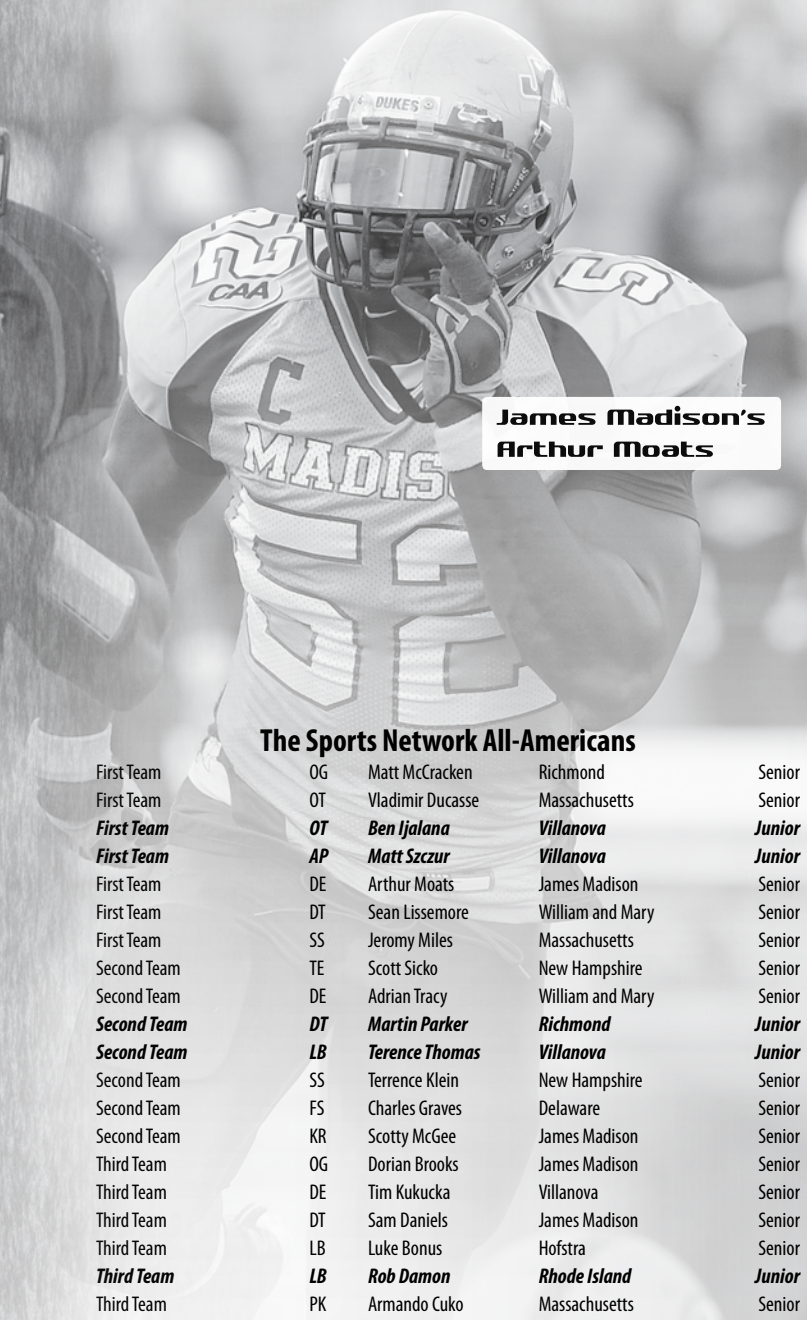 DUKES
52
CAA
C
MADIS
52
James Madison's
Arthur Moats
The Sports Network All-Americans
First Team OG Matt McCracken Richmond Senior
First Team OT Vladimir Ducasse Massachusetts Senior
First Team OT Ben Ijalana Villanova Junior
First Team AP Matt Szczur Villanova Junior
First Team DE Arthur Moats James Madison Senior
First Team DT Sean Lissemore William and Mary Senior
First Team SS Jeromy Miles Massachusetts Senior
Second Team TE Scott Sicko New Hampshire Senior
Second Team DE Adrian Tracy William and Mary Senior
Second Team DT Martin Parker Richmond Junior
Second Team LB Terence Thomas Villanova Junior
Second Team SS Terrence Klein New Hampshire Senior
Second Team FS Charles Graves Delaware Senior
Second Team KR Scotty McGee James Madison Senior
Third Team OG Dorian Brooks James Madison Senior
Third Team DE Tim Kukucka Villanova Senior
Third Team DT Sam Daniels James Madison Senior
Third Team LB Luke Bonus Hofstra Senior
Third Team LB Rob Damon Rhode Island Junior
Third Team PK Armando Cuko Massachusetts Senior